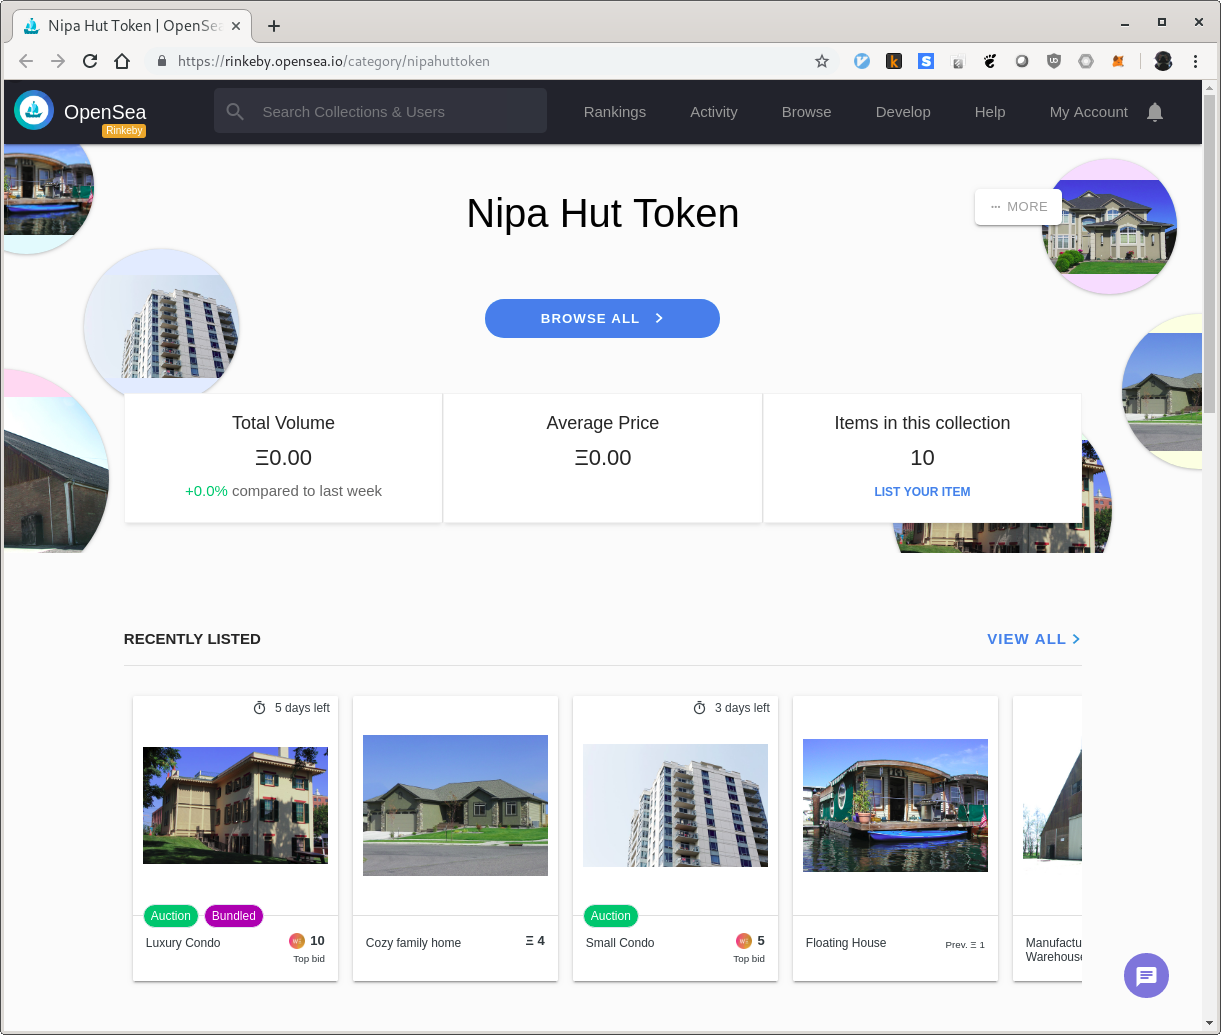 Nipa Hut Token | OpenSea
https://rinkeby.opensea.io/category/nipahuttoken
OpenSea
Rinkeby
Search Collections & Users
Rankings
Activity
Browse
Develop
Help
My Account
Nipa Hut Token
··· MORE
BROWSE ALL
Total Volume
Ξ0.00
+0.0% compared to last week
Average Price
Ξ0.00
Items in this collection
10
LIST YOUR ITEM
RECENTLY LISTED
VIEW ALL
5 days left
Auction
Bundled
Luxury Condo
10
Top bid
Cozy family home
Ξ 4
3 days left
Auction
Small Condo
5
Top bid
Floating House
Prev. Ξ 1
Manufactu
Warehouse